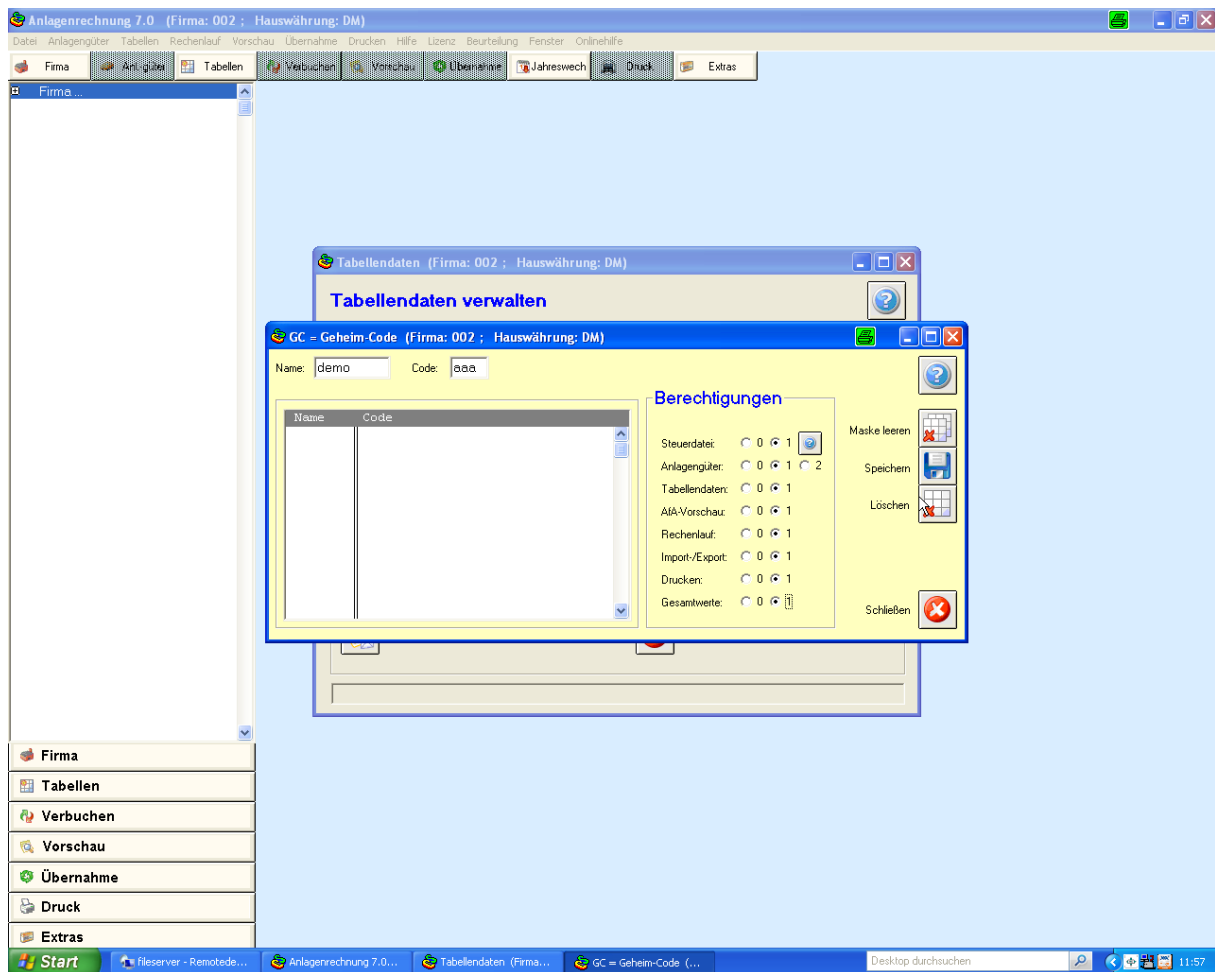 Anlagenrechnung 7.0 (Firma: 002 ; Hauswährung: DM)
Datei Anlagengüter Tabellen Rechenlauf Vorschau Übernahme Drucken Hilfe Lizenz Beurteilung Fenster Onlinehilfe
Firma Anl.-güter Tabellen Verbuchen Vorschau Übernahme Jahreswech Druck Extras
Firma ...
Tabellendaten (Firma: 002 ; Hauswährung: DM)
Tabellendaten verwalten
GC = Geheim-Code (Firma: 002 ; Hauswährung: DM)
Name: demo Code: aaa
Name Code
Berechtigungen
Steuerdatei: 0 1
Anlagengüter: 0 1 2
Tabellendaten: 0 1
AfA-Vorschau: 0 1
Rechenlauf: 0 1
Import-/Export: 0 1
Drucken: 0 1
Gesamtwerte: 0 1
Maske leeren
Speichern
Löschen
Schließen
Firma
Tabellen
Verbuchen
Vorschau
Übernahme
Druck
Extras
Start fileserver - Remotede... Anlagenrechnung 7.0... Tabellendaten (Firma... GC = Geheim-Code (... Desktop durchsuchen 11:57